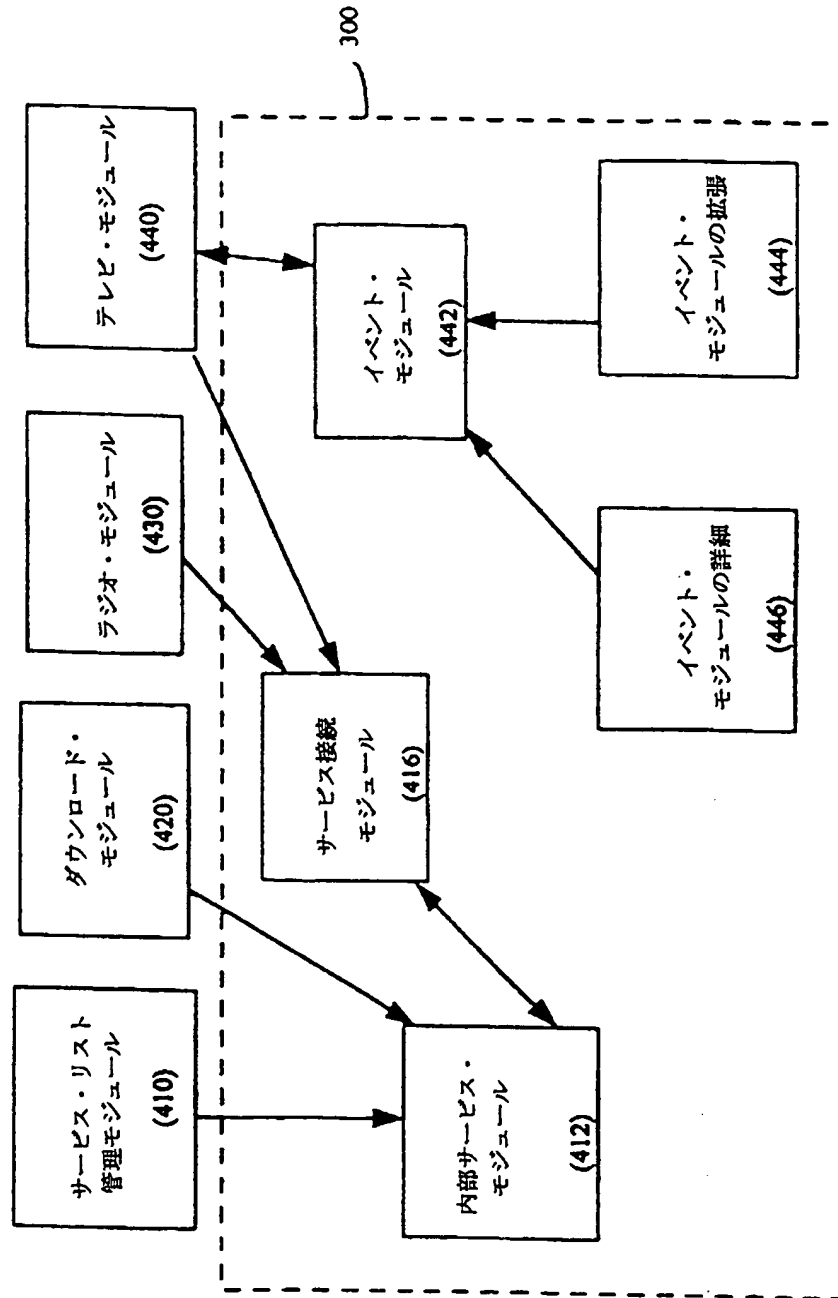 サービス・リスト
管理モジュール
(410)
ダウンロード・
モジュール
(420)
ラジオ・モジュール
(430)
テレビ・モジュール
(440)
300
内部サービス・
モジュール
(412)
サービス接続
モジュール
(416)
イベント・
モジュール
(442)
イベント・
モジュールの詳細
(446)
イベント・
モジュールの拡張
(444)